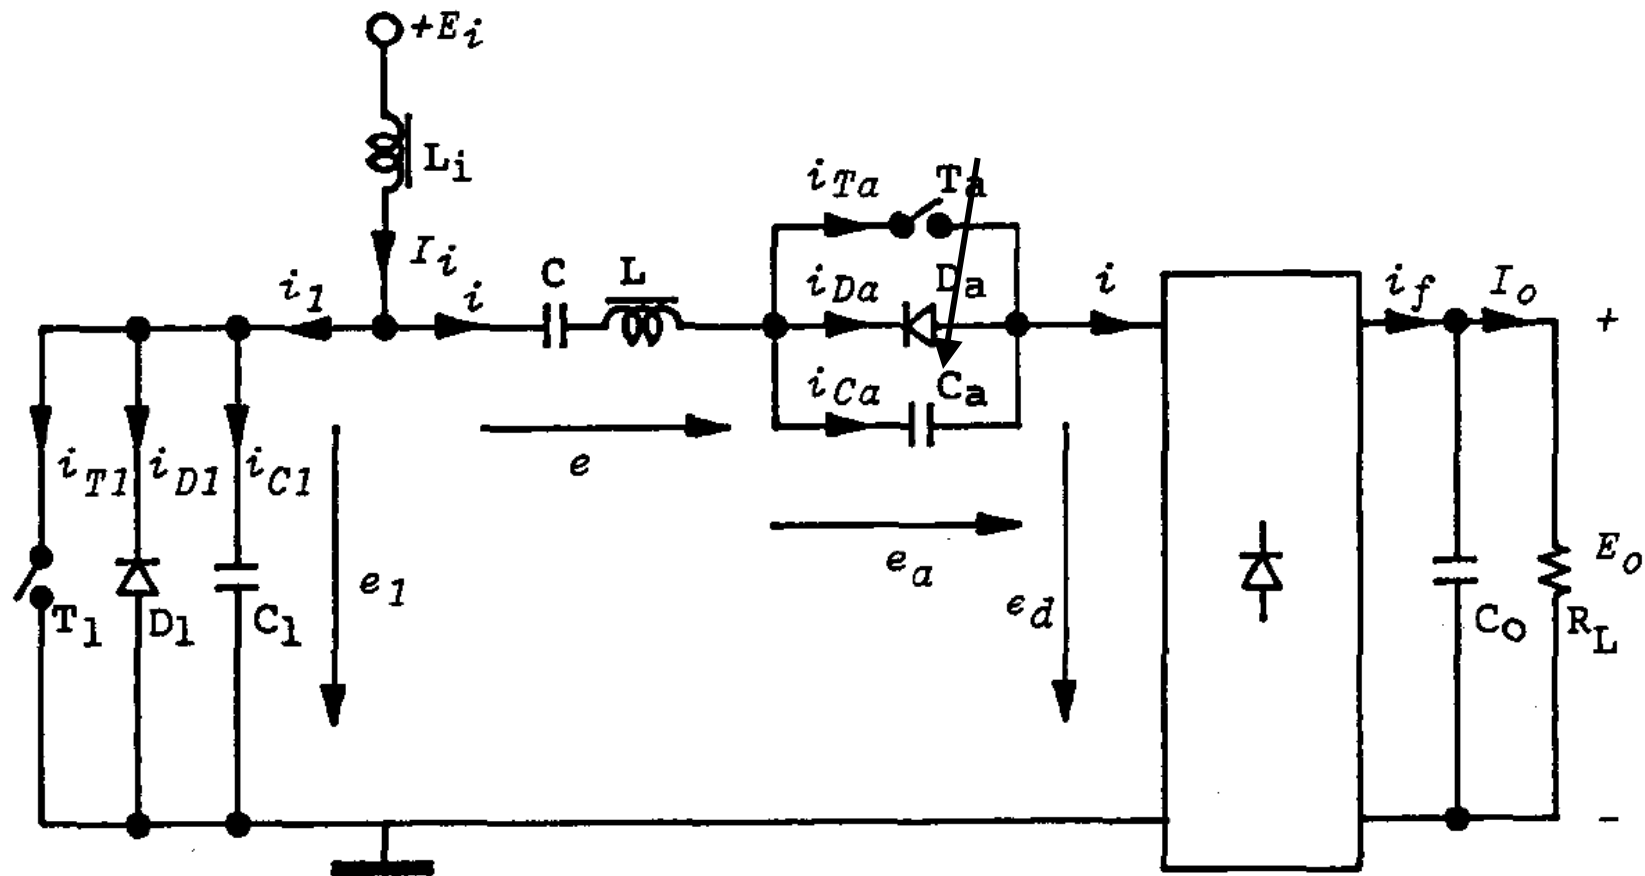 +Ei
Li
Ii
iTa Ta
i1 i C L iDa Da i if Io +
iCa Ca
iT1 iD1 iC1 e
ea
T1 D1 C1 e1 ed Co RL Eo
-